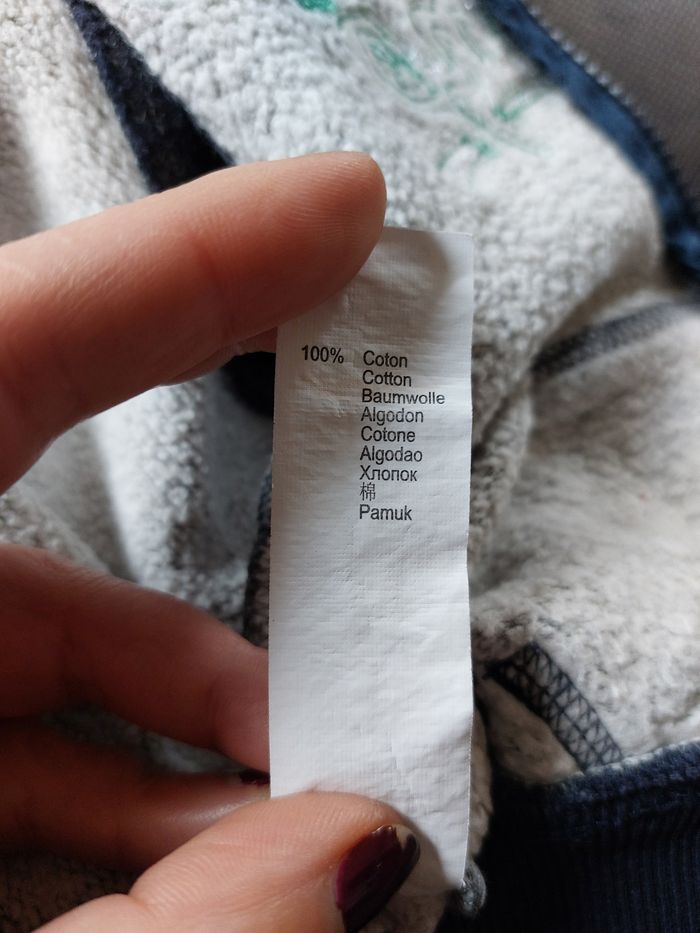 100% Coton
Cotton
Baumwolle
Algodon
Cotone
Algodao
Хлопок
棉
Pamuk